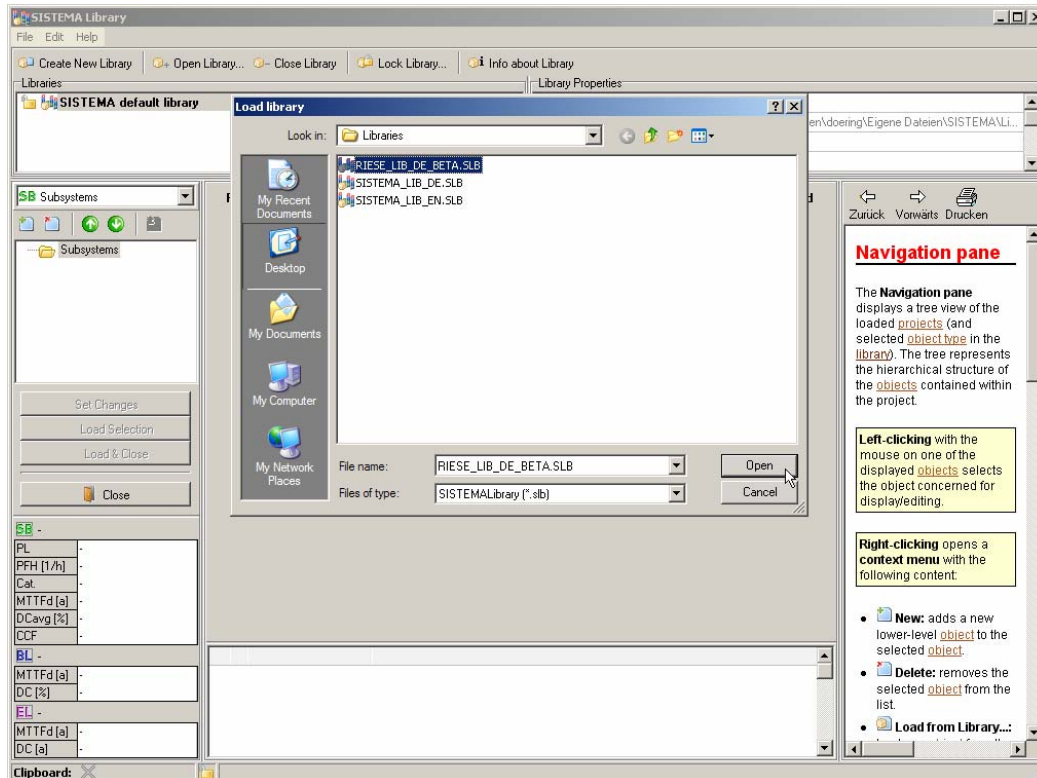 SISTEMA Library
File Edit Help
Create New Library Open Library... Close Library Lock Library... Info about Library
Libraries
Library Properties
SISTEMA default library
en\doering\Eigene Dateien\SISTEMA\Li...
Load library
Look in: Libraries
My Recent Documents
Desktop
My Documents
My Computer
My Network Places
RIESE_LIB_DE_BETA.SLB
SISTEMA_LIB_DE.SLB
SISTEMA_LIB_EN.SLB
File name: RIESE_LIB_DE_BETA.SLB Open
Files of type: SISTEMALibrary (*.slb) Cancel
SB Subsystems
Subsystems
Set Changes
Load Selection
Load & Close
Close
SB -
PL -
PFH [1/h] -
Cat. -
MTTFd [a] -
DCavg [%] -
CCF -
BL -
MTTFd [a] -
DC [%] -
EL -
MTTFd [a] -
DC [a] -
Clipboard:
Zurück Vorwärts Drucken
Navigation pane
The Navigation pane
displays a tree view of the
loaded projects (and
selected object type in the
library). The tree represents
the hierarchical structure of
the objects contained within
the project.
Left-clicking with the
mouse on one of the
displayed objects selects
the object concerned for
display/editing.
Right-clicking opens a
context menu with the
following content:
New: adds a new
lower-level object to the
selected object.
Delete: removes the
selected object from the
list.
Load from Library...: